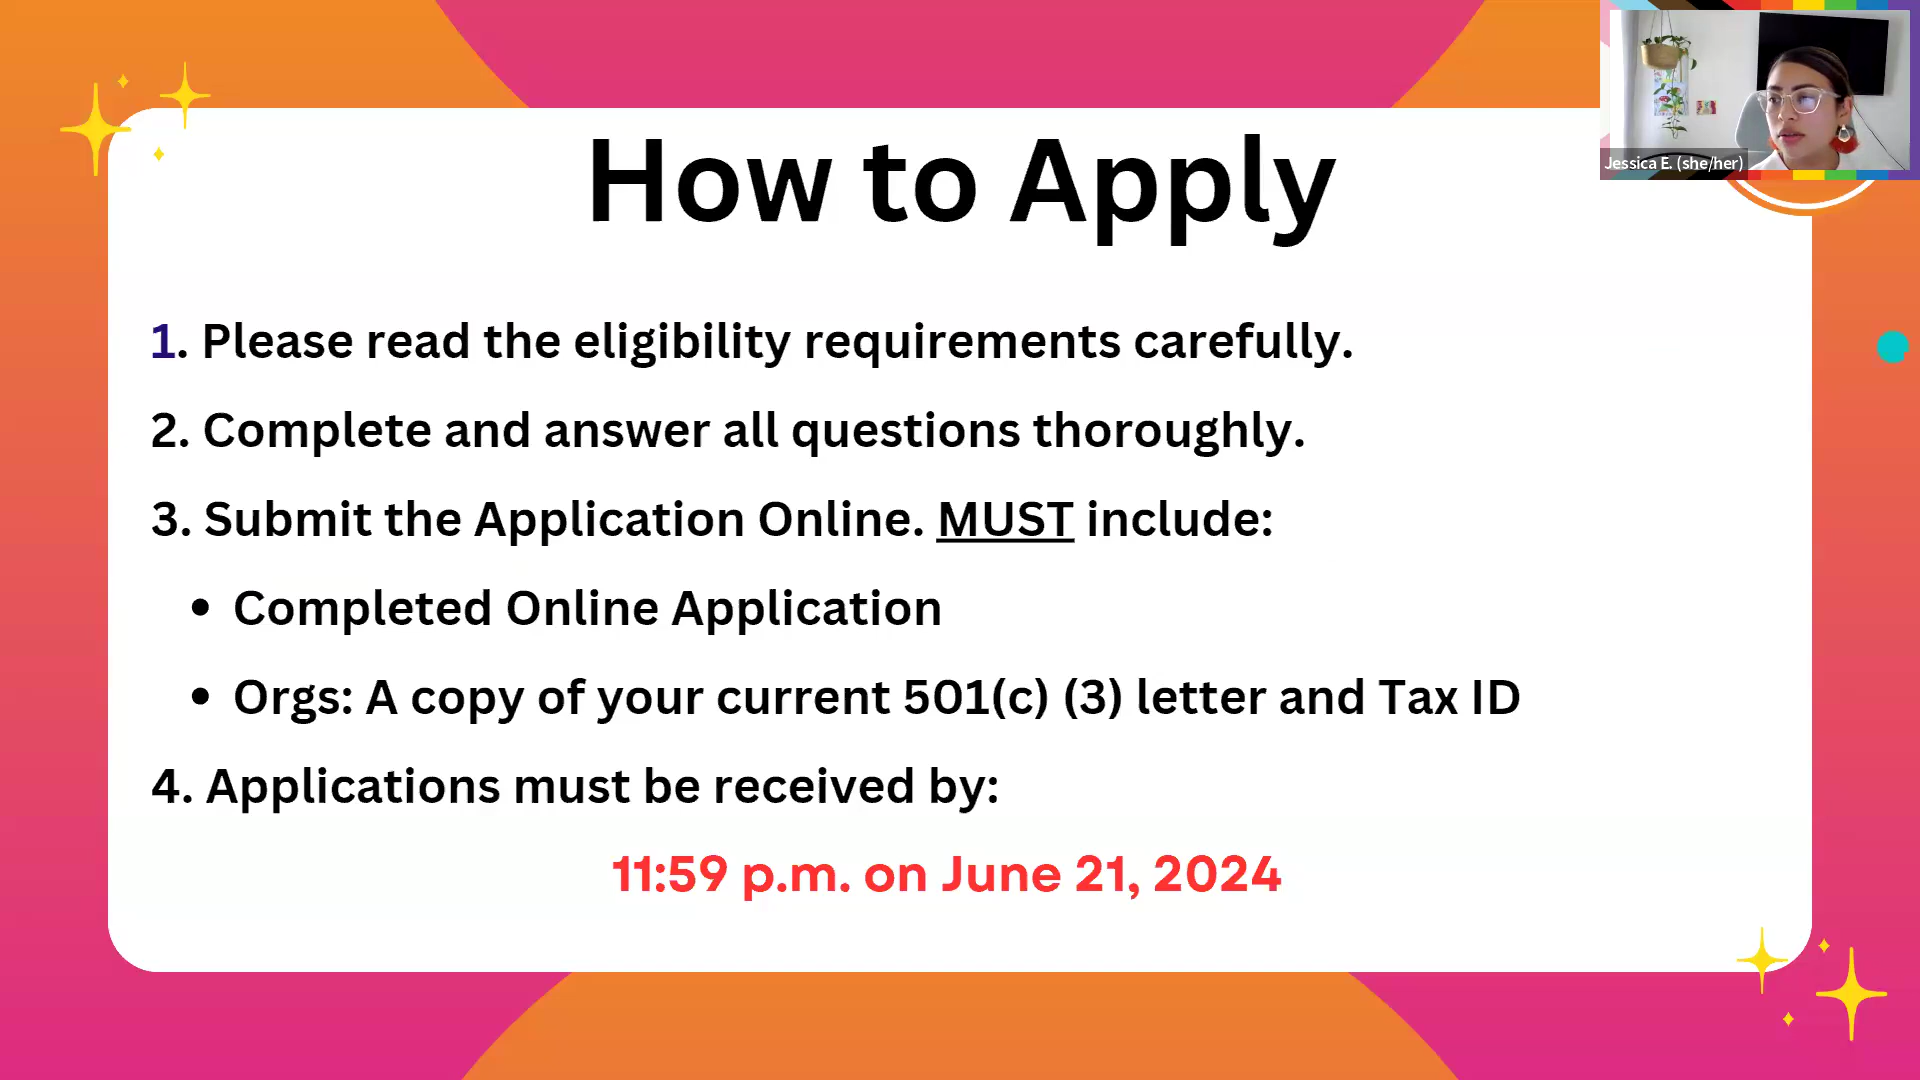 How to Apply
Jessica E. (she/her)
1. Please read the eligibility requirements carefully.
2. Complete and answer all questions thoroughly.
3. Submit the Application Online. MUST include:
• Completed Online Application
• Orgs: A copy of your current 501(c) (3) letter and Tax ID
4. Applications must be received by:
11:59 p.m. on June 21, 2024